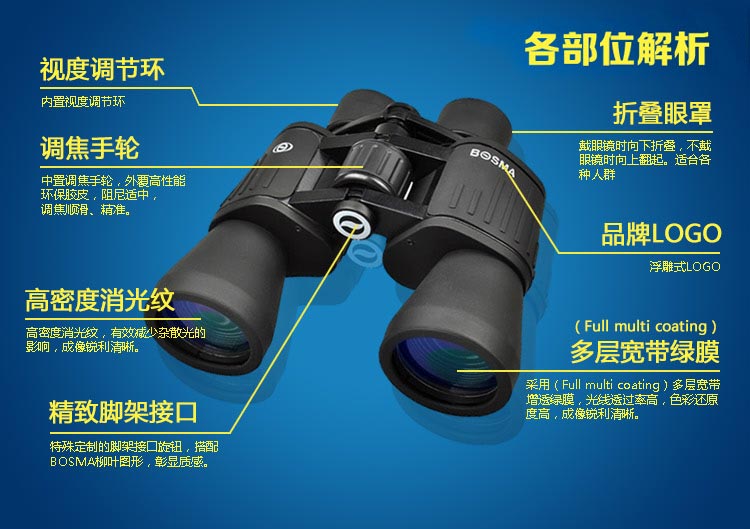 各部位解析
视度调节环
内置视度调节环
调焦手轮
中置调焦手轮，外覆高性能
环保胶皮，阻尼适中，
调焦顺滑、精准。
高密度消光纹
高密度消光纹，有效减少杂散光的
影响，成像锐利清晰。
精致脚架接口
特殊定制的脚架接口旋钮，搭配
BOSMA柳叶图形，彰显质感。
BOSMA
折叠眼罩
戴眼镜时向下折叠，不戴
眼镜时向上翻起。适合各
种人群
品牌LOGO
浮雕式LOGO
（Full multi coating）
多层宽带绿膜
采用（Full multi coating）多层宽带
增透绿膜，光线透过率高，色彩还原
度高，成像锐利清晰。